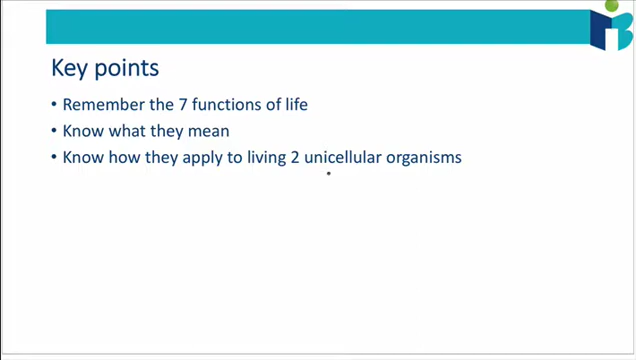 Key points
• Remember the 7 functions of life
• Know what they mean
• Know how they apply to living 2 unicellular organisms